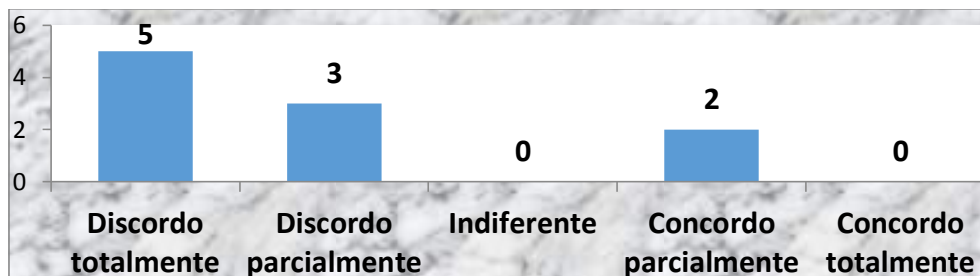 6
5
4
3
2
2
0
0
0
Discordo totalmente
Discordo parcialmente
Indiferente
Concordo parcialmente
Concordo totalmente